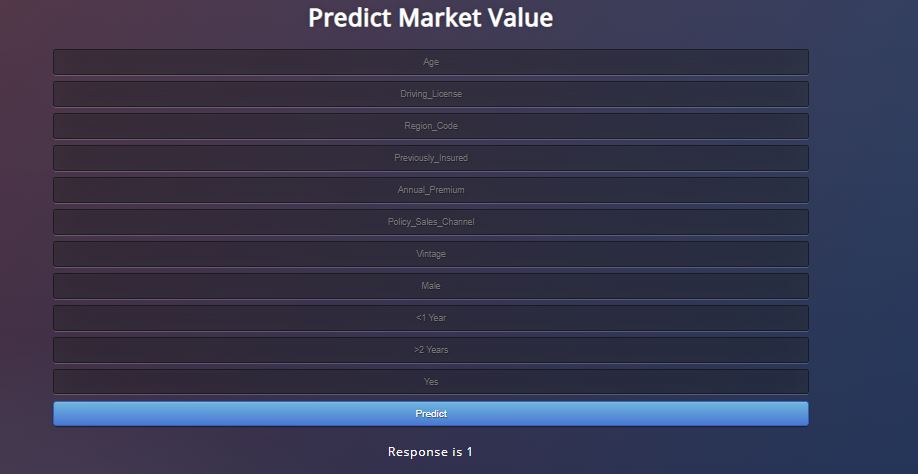 Predict Market Value
Age
Driving_License
Region_Code
Previously_Insured
Annual_Premium
Policy_Sales_Channel
Vintage
Male
<1 Year
>2 Years
Yes
Predict
Response is 1